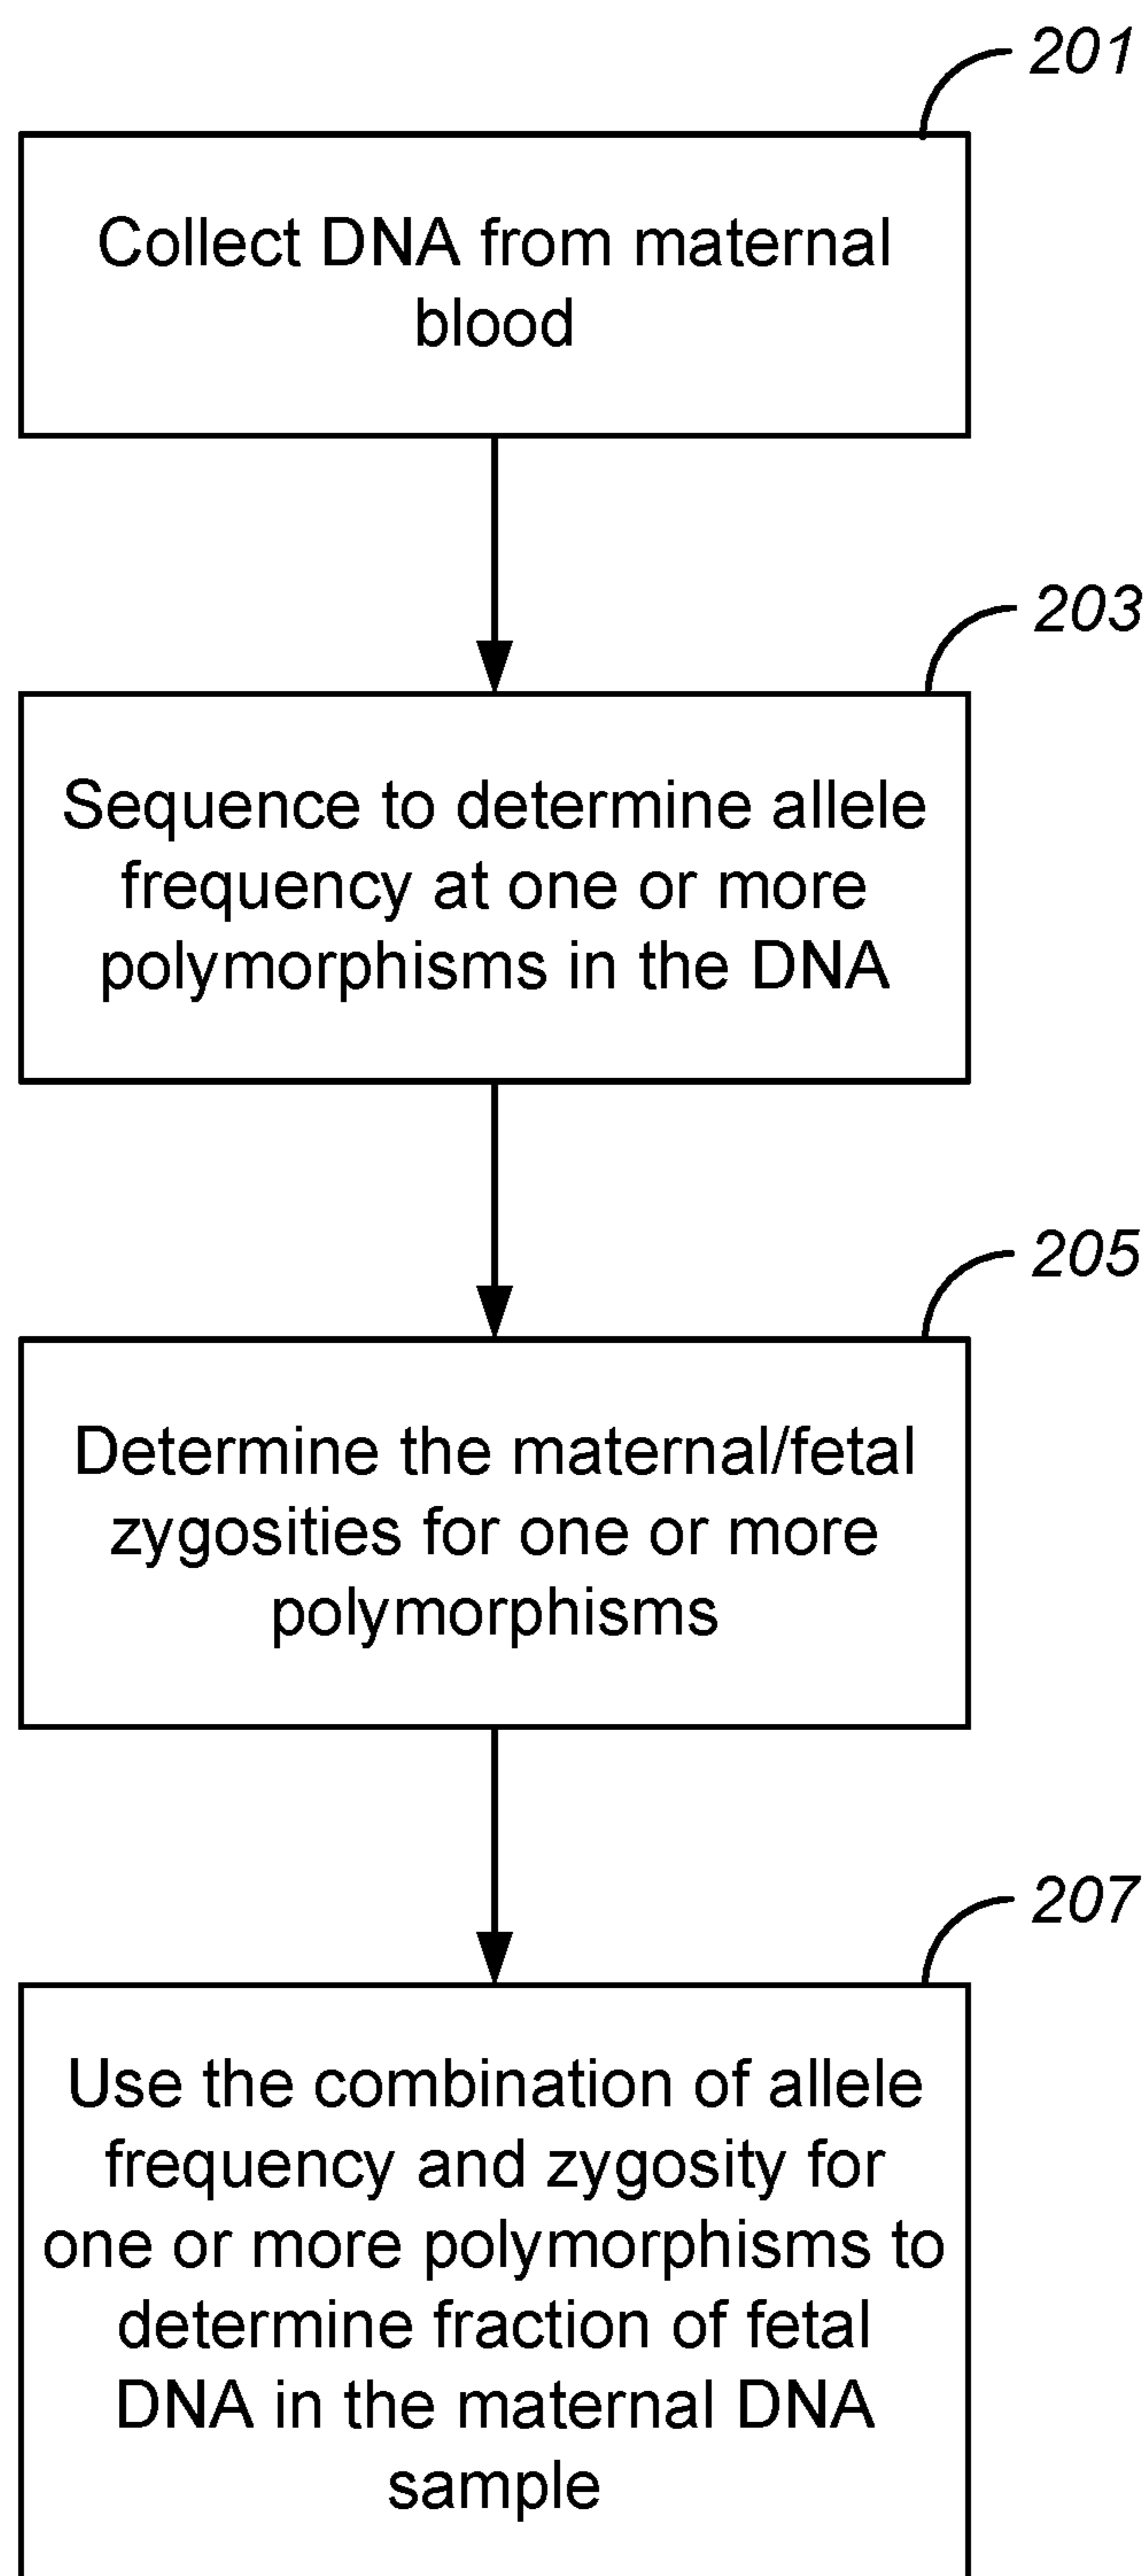 201
Collect DNA from maternal
blood
203
Sequence to determine allele
frequency at one or more
polymorphisms in the DNA
205
Determine the maternal/fetal
zygosities for one or more
polymorphisms
207
Use the combination of allele
frequency and zygosity for
one or more polymorphisms to
determine fraction of fetal
DNA in the maternal DNA
sample